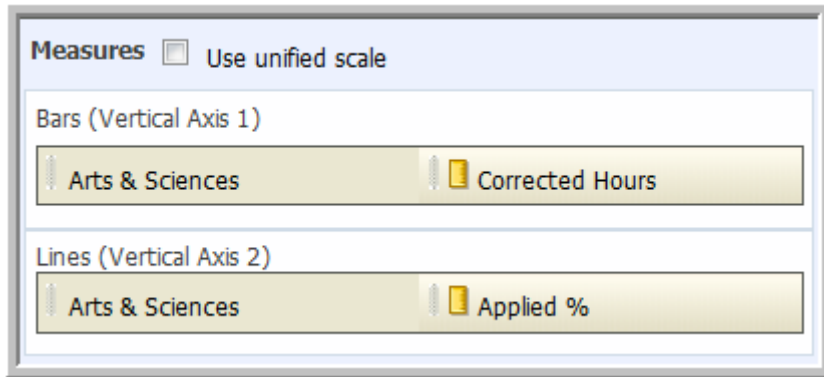 Measures Use unified scale
Bars (Vertical Axis 1)
Arts & Sciences Corrected Hours
Lines (Vertical Axis 2)
Arts & Sciences Applied %